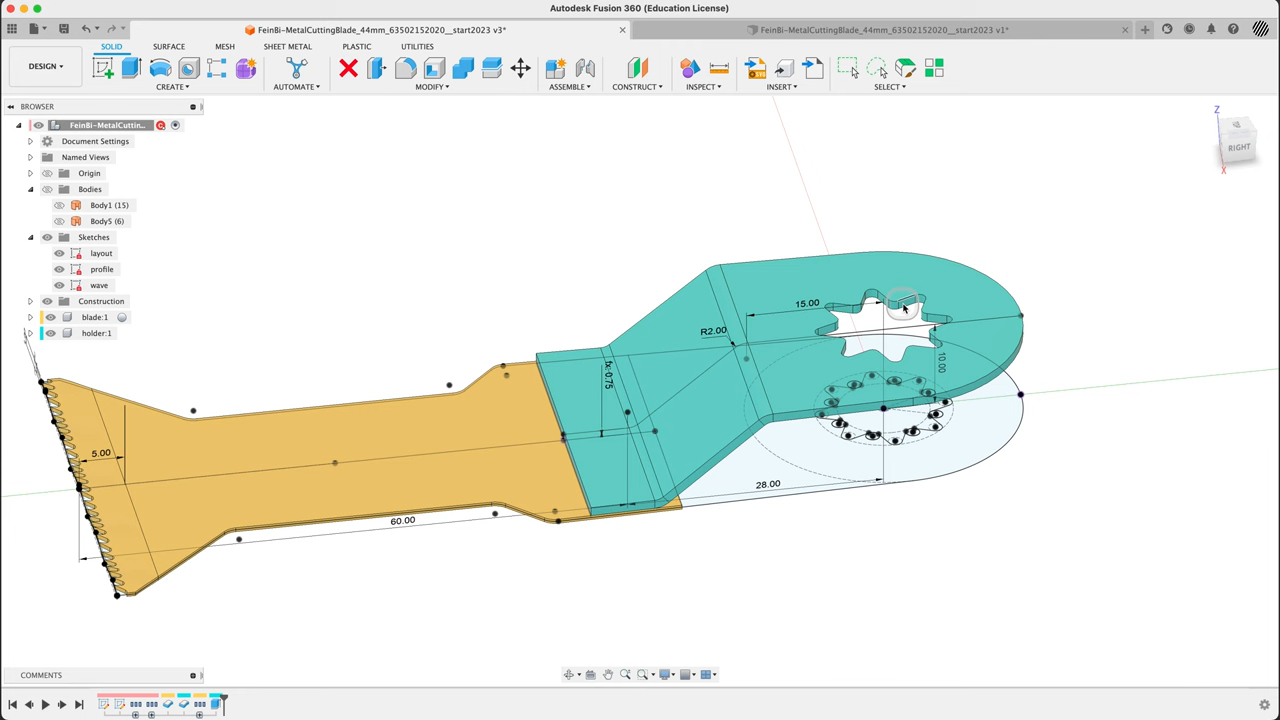 Autodesk Fusion 360 (Education License)
FeinBi-MetalCuttingBlade_44mm_63502152020__start2023 v3*
FeinBi-MetalCuttingBlade_44mm_63502152020__start2023 v1*
SOLID SURFACE MESH SHEET METAL PLASTIC UTILITIES
DESIGN
CREATE AUTOMATE MODIFY ASSEMBLE CONSTRUCT INSPECT INSERT SELECT
BROWSER
FeinBi-MetalCuttin...
Document Settings
Named Views
Origin
Bodies
Body1 (15)
Body5 (6)
Sketches
layout
profile
wave
Construction
blade:1
holder:1
Z
RIGHT
X
15.00
R2.00
10.00
fx:0.75
5.00
28.00
60.00
COMMENTS